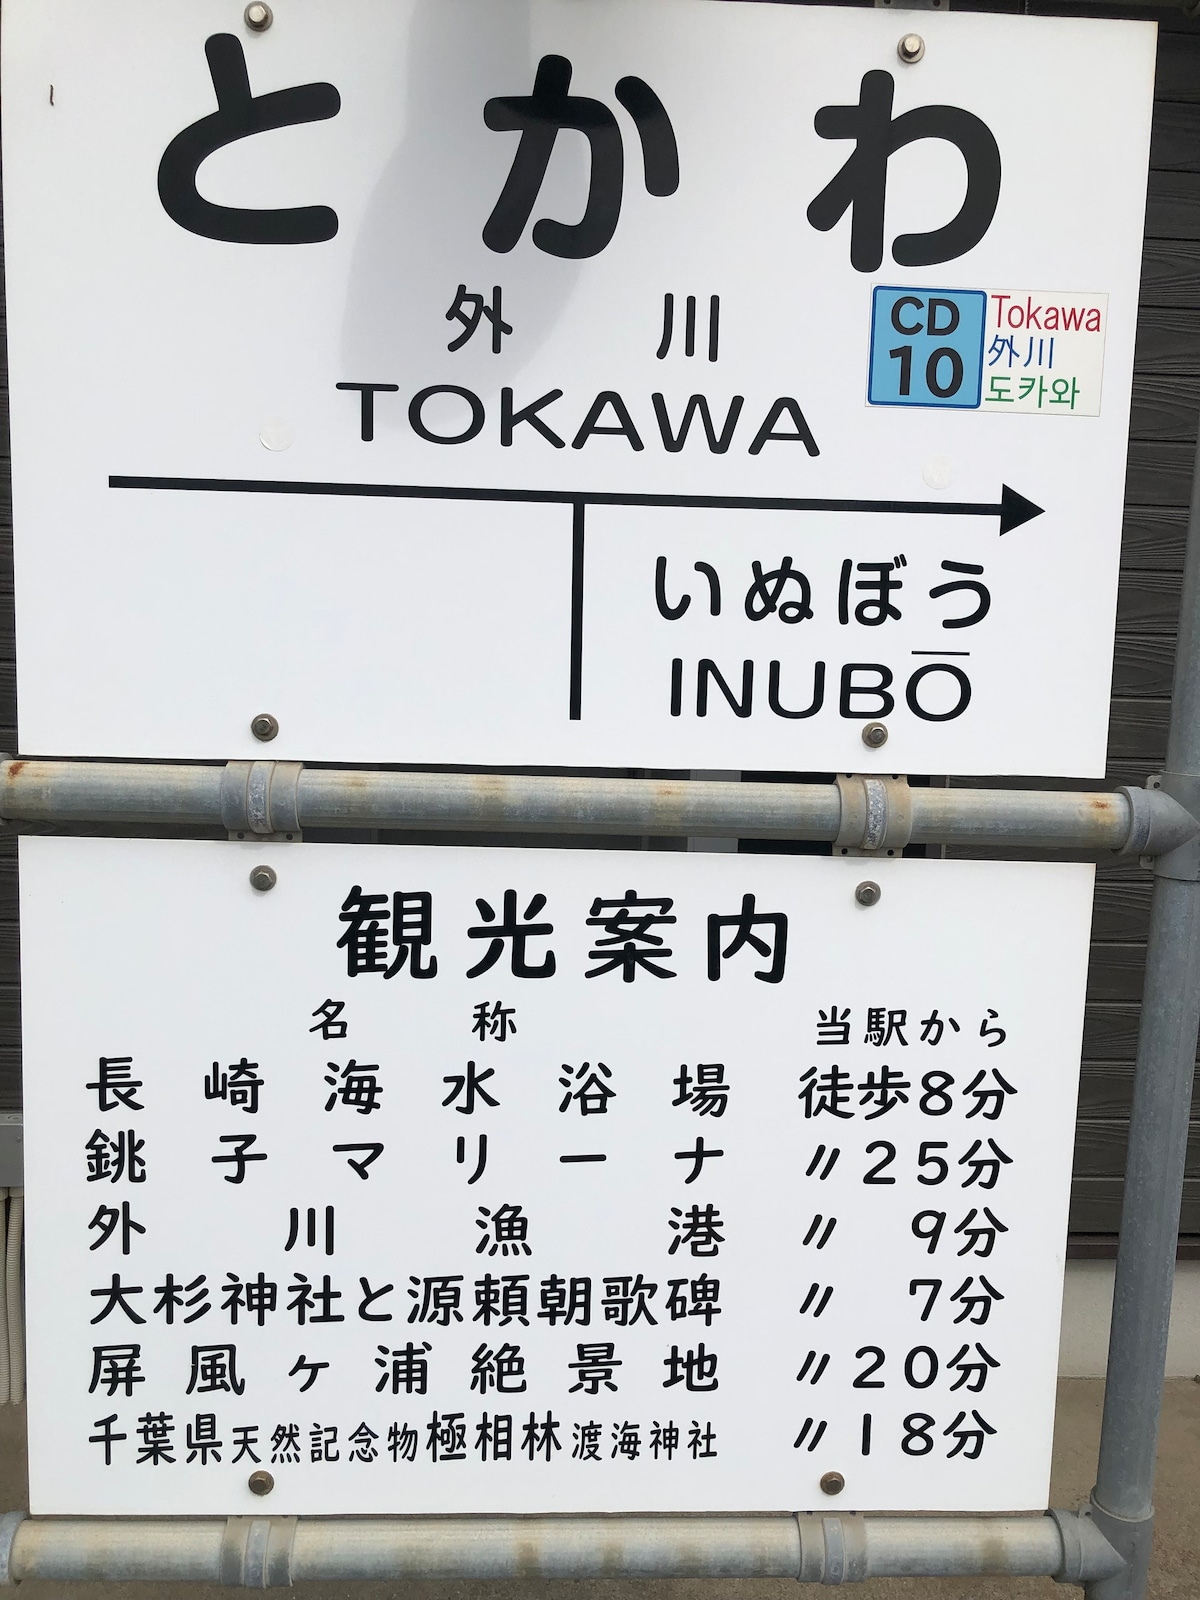 とかわ
外川
TOKAWA
CD
10
Tokawa
外川
도카와
いぬぼう
INUBŌ
観光案内
名称 当駅から
長崎海水浴場 徒歩8分
銚子マリーナ 〃25分
外川漁港 〃9分
大杉神社と源頼朝歌碑 〃7分
屏風ヶ浦絶景地 〃20分
千葉県天然記念物極相林渡海神社 〃18分